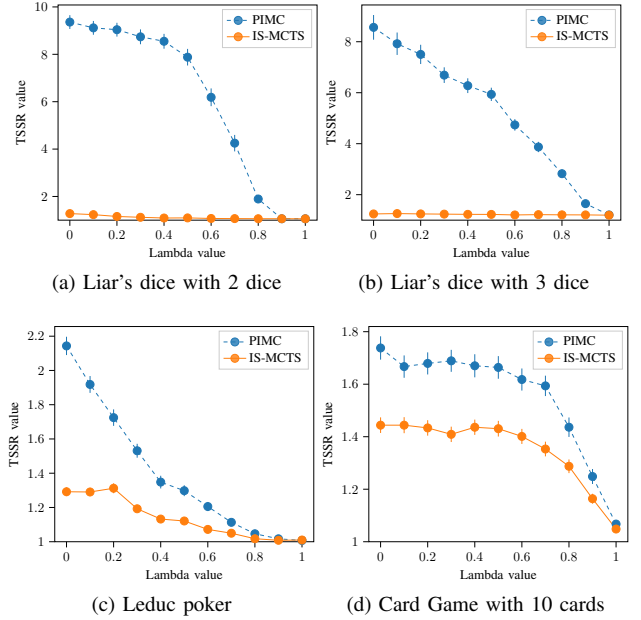 10
8
6
4
2
TSSR value
0
0.2
0.4
0.6
0.8
1
Lambda value
PIMC
IS-MCTS
(a) Liar's dice with 2 dice
8
6
4
2
TSSR value
0
0.2
0.4
0.6
0.8
1
Lambda value
PIMC
IS-MCTS
(b) Liar's dice with 3 dice
2.2
2
1.8
1.6
1.4
1.2
1
TSSR value
0
0.2
0.4
0.6
0.8
1
Lambda value
PIMC
IS-MCTS
(c) Leduc poker
1.8
1.6
1.4
1.2
1
TSSR value
0
0.2
0.4
0.6
0.8
1
Lambda value
PIMC
IS-MCTS
(d) Card Game with 10 cards